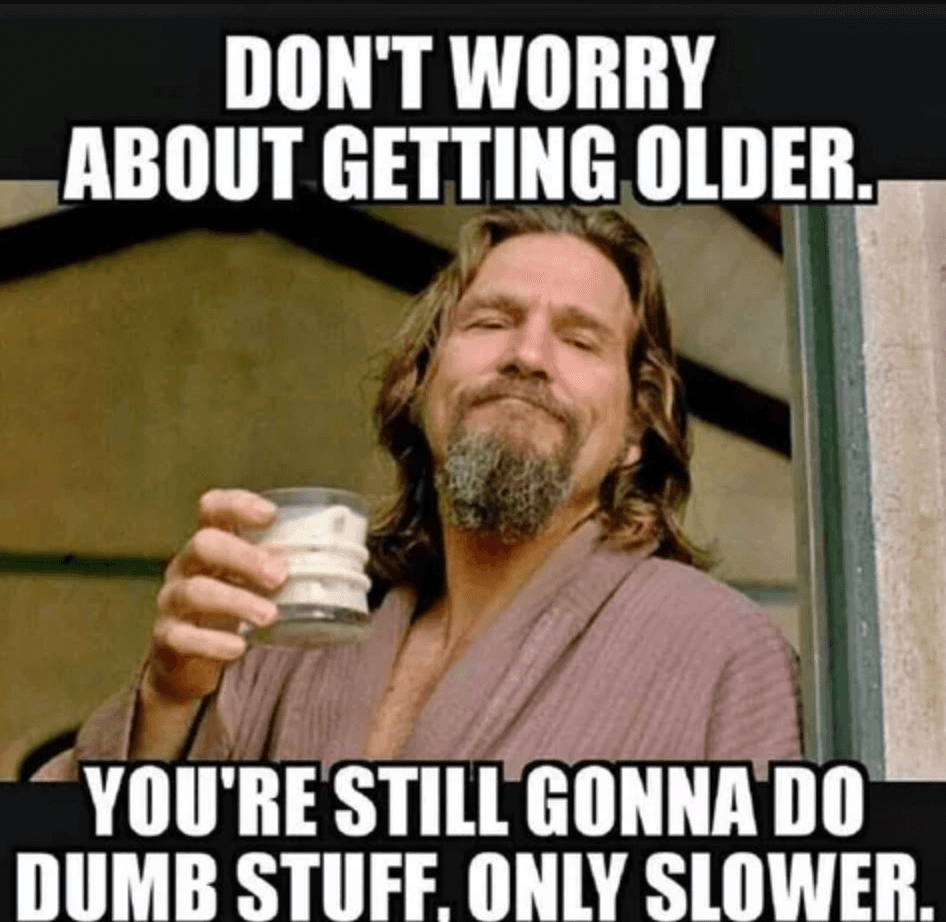 DON'T WORRY
ABOUT GETTING OLDER.
YOU'RE STILL GONNA DO
DUMB STUFF, ONLY SLOWER.